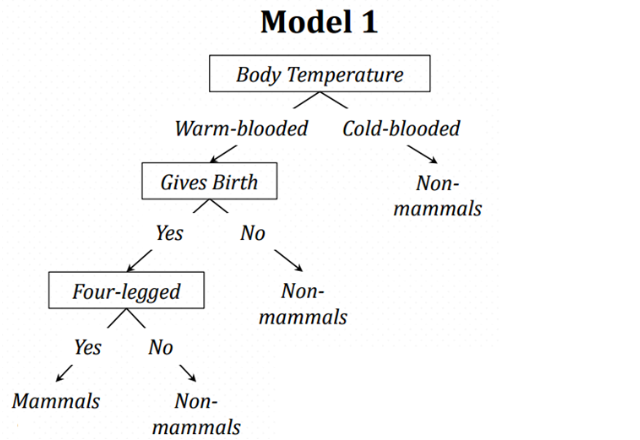 Model 1
Body Temperature
Warm-blooded
Cold-blooded
Gives Birth
Non-
mammals
Yes
No
Four-legged
Non-
mammals
Yes
No
Mammals
Non-
mammals